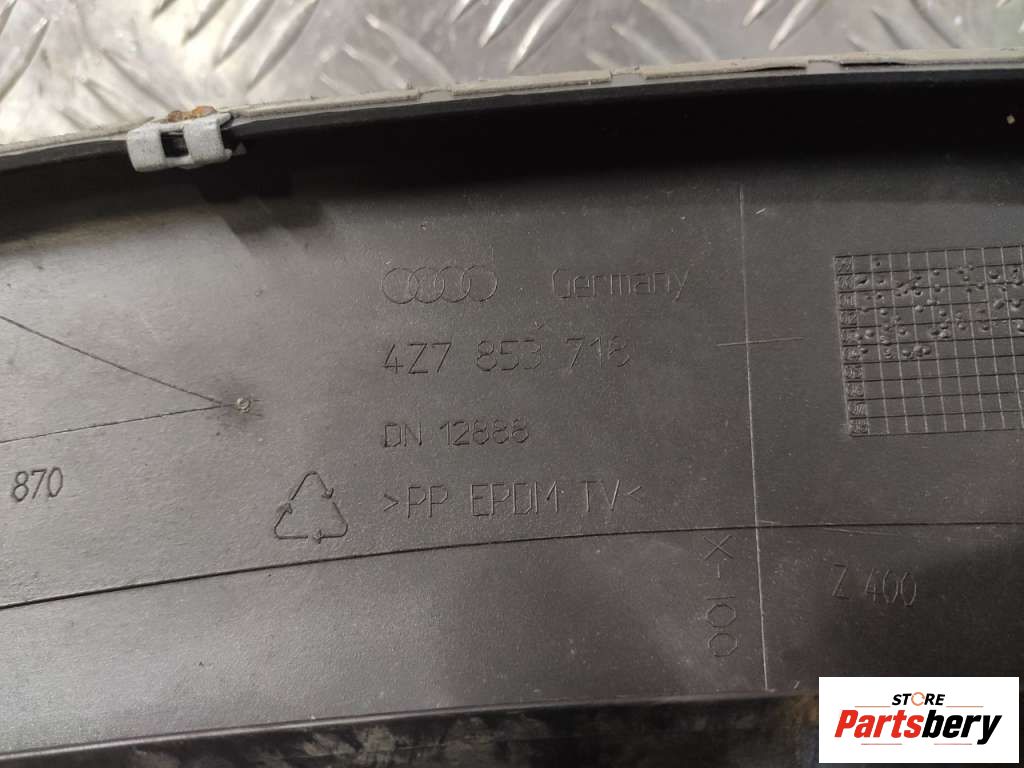 Germany
4Z7 853 718
DN 12888
>PP EPDM TV<
870
X-100
Z 400
STORE
Partsbery